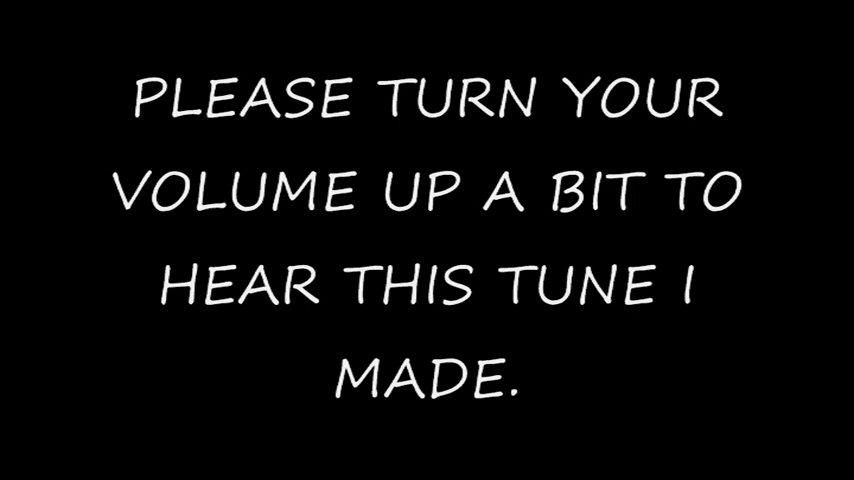 PLEASE TURN YOUR
VOLUME UP A BIT TO
HEAR THIS TUNE I
MADE.